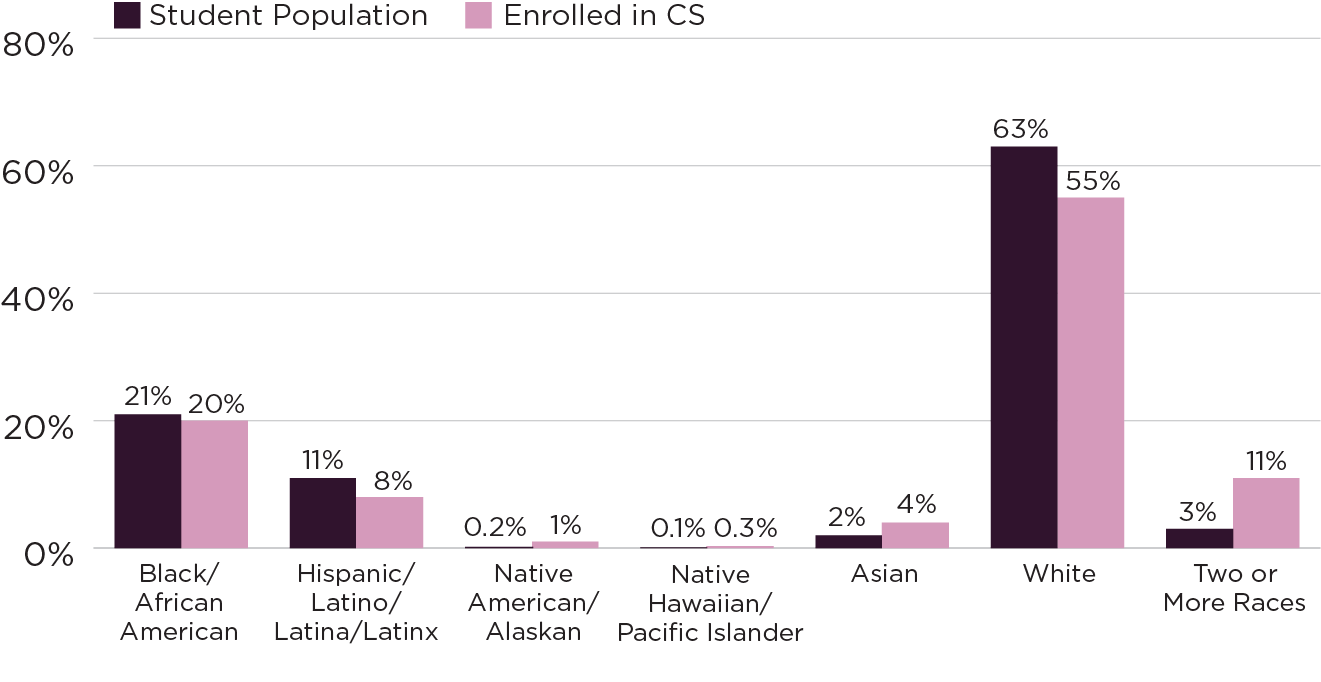 Student Population Enrolled in CS
80%
60%
40%
20%
0%
21% 20%
11% 8%
0.2% 1%
0.1% 0.3%
2% 4%
63% 55%
3% 11%
Black/
African
American
Hispanic/
Latino/
Latina/Latinx
Native
American/
Alaskan
Native
Hawaiian/
Pacific Islander
Asian
White
Two or
More Races